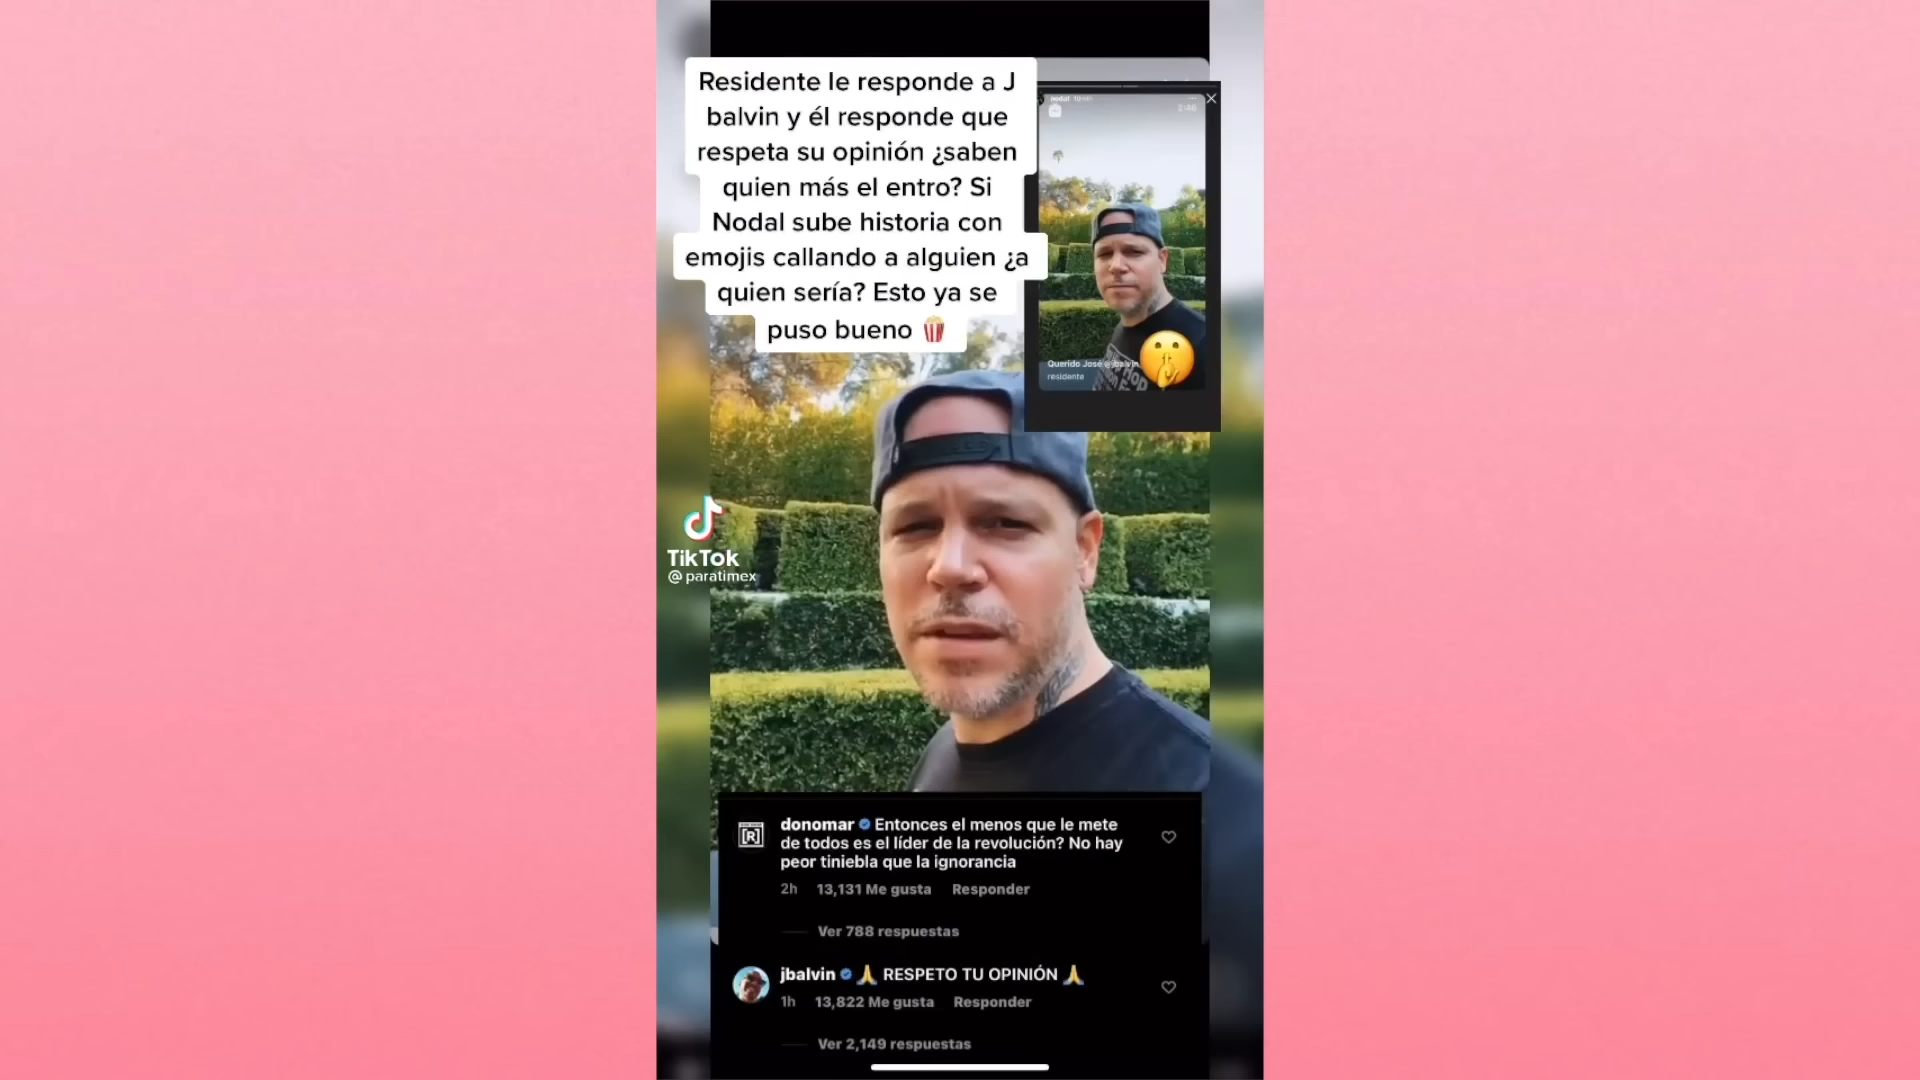 Residente le responde a J
balvin y él responde que
respeta su opinión ¿saben
quien más el entro? Si
Nodal sube historia con
emojis callando a alguien ¿a
quien sería? Esto ya se
puso bueno 🍿
nodal
Querido José @jbalvin
residente
TikTok
@ paratimex
donomar Entonces el menos que le mete
de todos es el líder de la revolución? No hay
peor tiniebla que la ignorancia
2h 13,131 Me gusta Responder
Ver 788 respuestas
jbalvin 🙏 RESPETO TU OPINIÓN 🙏
1h 13,822 Me gusta Responder
Ver 2,149 respuestas